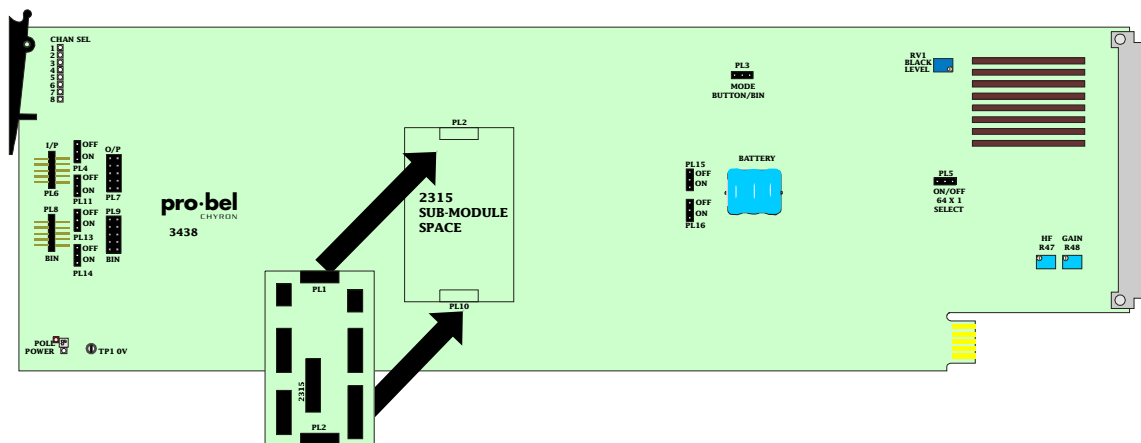 CHAN SEL
1
2
3
4
5
6
7
8
I/P
OFF
ON
PL4
O/P
PL6
OFF
ON
PL11
PL7
PL8
OFF
ON
PL13
PL9
BIN
OFF
ON
PL14
BIN
pro·bel
CHYRON
3438
POLL
POWER
TP1 0V
PL2
2315
SUB-MODULE
SPACE
PL10
PL1
2315
PL2
PL3
MODE
BUTTON/BIN
PL15
OFF
ON
OFF
ON
PL16
BATTERY
RV1
BLACK
LEVEL
PL5
ON/OFF
64 X 1
SELECT
HF
R47
GAIN
R48